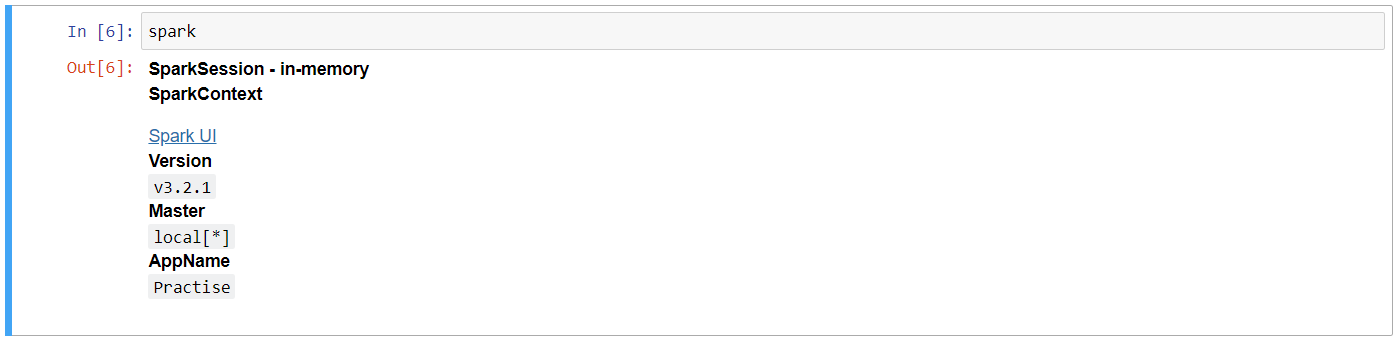 In [6]: spark
Out[6]: SparkSession - in-memory
SparkContext
Spark UI
Version
v3.2.1
Master
local[*]
AppName
Practise